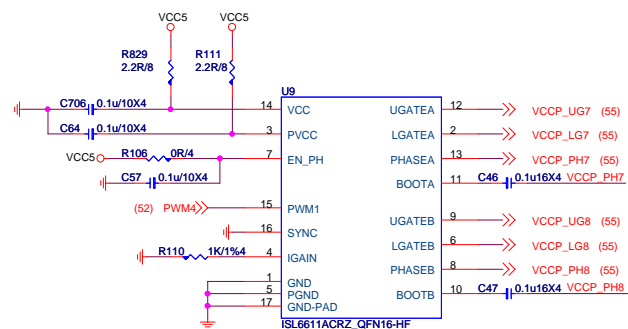 VCC5 VCC5
R829 R111
2.2R/8 2.2R/8
U9
C706 0.1u/10X4 14 VCC UGATEA 12 VCCP_UG7 (55)
C64 0.1u/10X4 3 PVCC LGATEA 2 VCCP_LG7 (55)
VCC5 R106 0R/4 7 EN_PH PHASEA 13 VCCP_PH7 (55)
C57 0.1u/10X4 BOOTA 11 C46 0.1u16X4 VCCP_PH7
(52) PWM4 15 PWM1 UGATEB 9 VCCP_UG8 (55)
16 SYNC LGATEB 6 VCCP_LG8 (55)
R110 1K/1%4 4 IGAIN PHASEB 8 VCCP_PH8 (55)
1 GND
5 PGND BOOTB 10 C47 0.1u16X4 VCCP_PH8
17 GND-PAD
ISL6611ACRZ_QFN16-HF